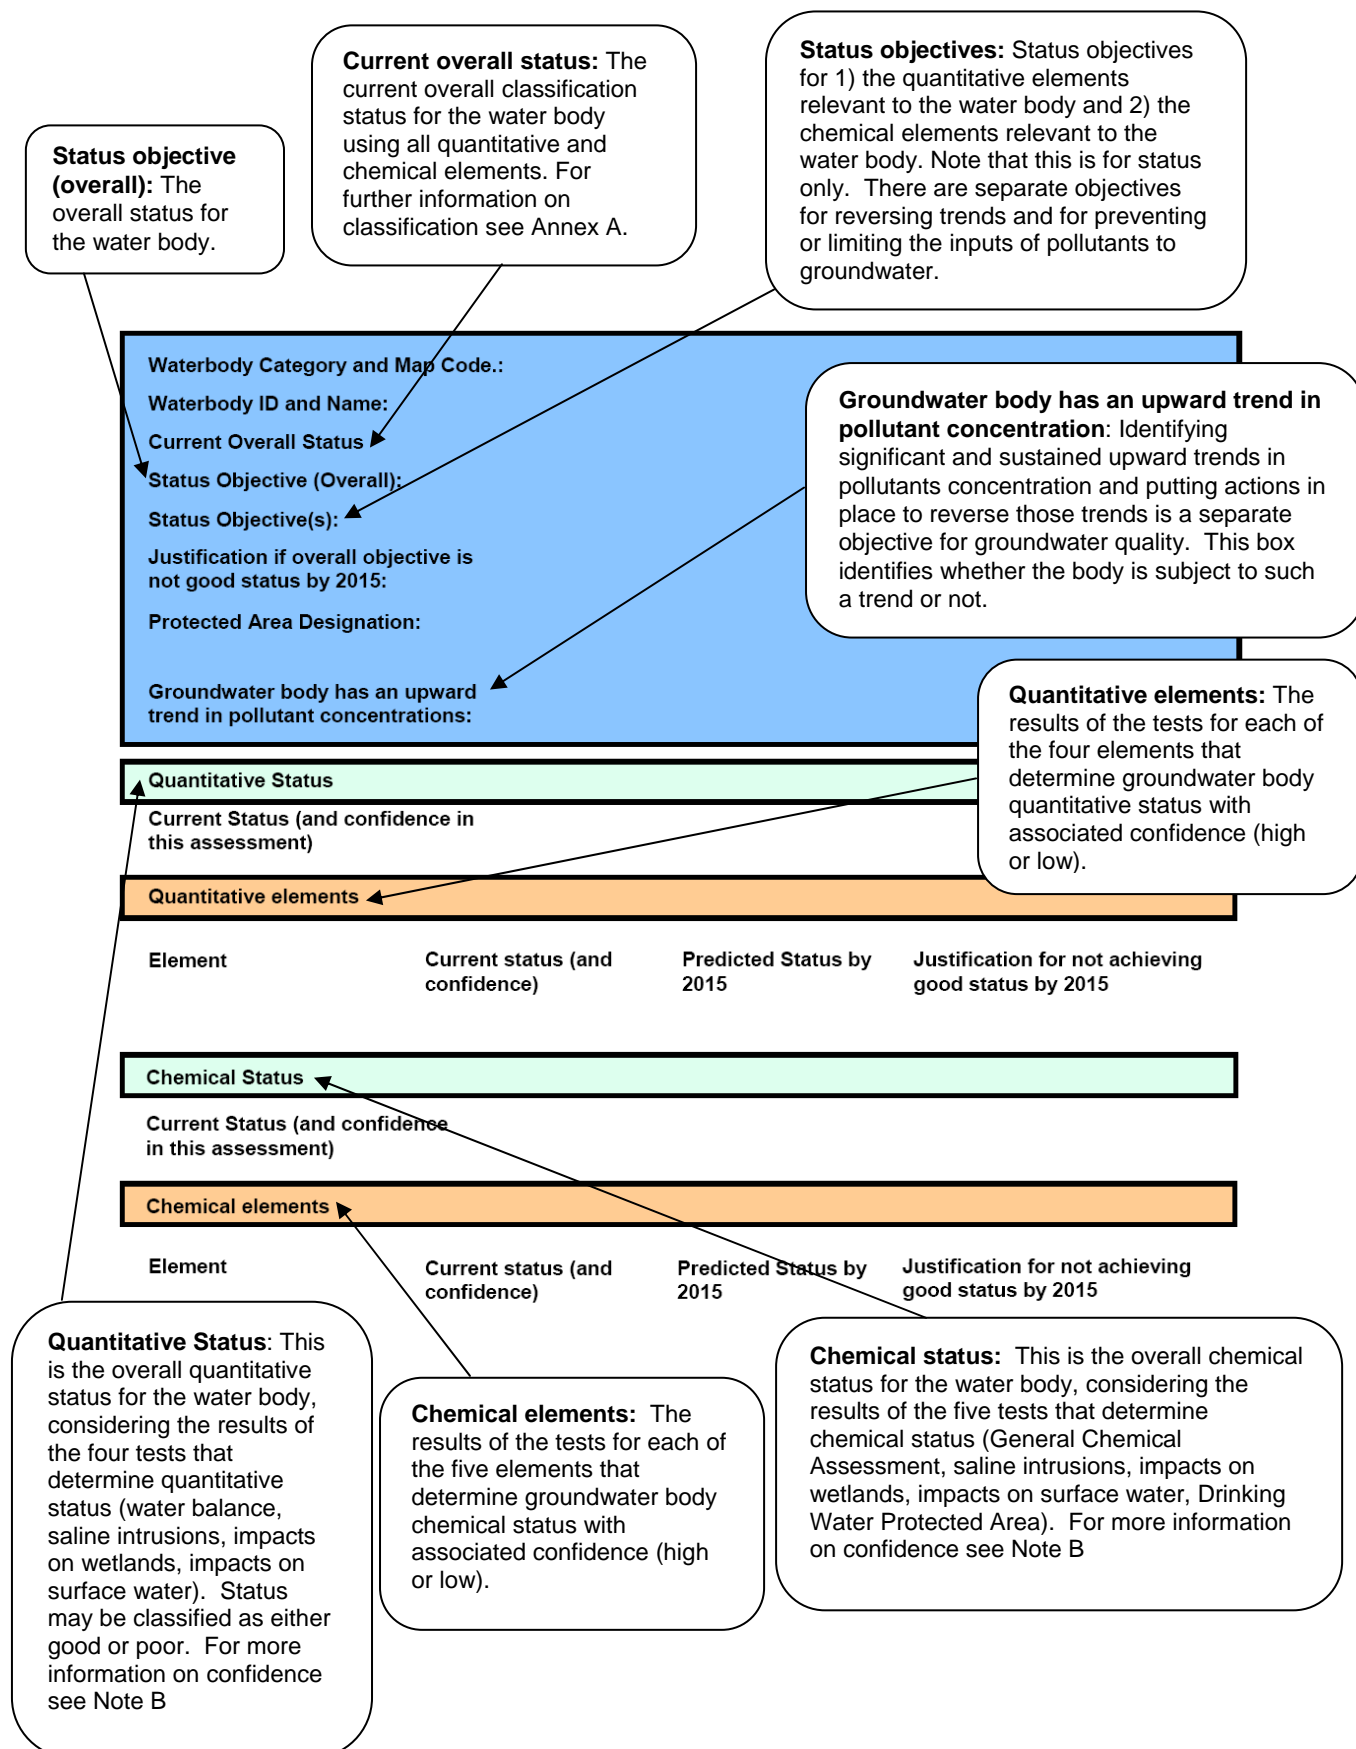 Status objective
(overall): The
overall status for
the water body.
Current overall status: The
current overall classification
status for the water body
using all quantitative and
chemical elements. For
further information on
classification see Annex A.
Status objectives: Status objectives
for 1) the quantitative elements
relevant to the water body and 2) the
chemical elements relevant to the
water body. Note that this is for status
only.  There are separate objectives
for reversing trends and for preventing
or limiting the inputs of pollutants to
groundwater.
Waterbody Category and Map Code.:
Waterbody ID and Name:
Current Overall Status
Status Objective (Overall):
Status Objective(s):
Justification if overall objective is
not good status by 2015:
Protected Area Designation:
Groundwater body has an upward
trend in pollutant concentrations:
Groundwater body has an upward trend in
pollutant concentration: Identifying
significant and sustained upward trends in
pollutants concentration and putting actions in
place to reverse those trends is a separate
objective for groundwater quality.  This box
identifies whether the body is subject to such
a trend or not.
Quantitative elements: The
results of the tests for each of
the four elements that
determine groundwater body
quantitative status with
associated confidence (high
or low).
Quantitative Status
Current Status (and confidence in
this assessment)
Quantitative elements
Element
Current status (and
confidence)
Predicted Status by
2015
Justification for not achieving
good status by 2015
Chemical Status
Current Status (and confidence
in this assessment)
Chemical elements
Element
Current status (and
confidence)
Predicted Status by
2015
Justification for not achieving
good status by 2015
Quantitative Status: This
is the overall quantitative
status for the water body,
considering the results of
the four tests that
determine quantitative
status (water balance,
saline intrusions, impacts
on wetlands, impacts on
surface water).  Status
may be classified as either
good or poor.  For more
information on confidence
see Note B
Chemical elements:  The
results of the tests for each of
the five elements that
determine groundwater body
chemical status with
associated confidence (high
or low).
Chemical status:  This is the overall chemical
status for the water body, considering the
results of the five tests that determine
chemical status (General Chemical
Assessment, saline intrusions, impacts on
wetlands, impacts on surface water, Drinking
Water Protected Area).  For more information
on confidence see Note B